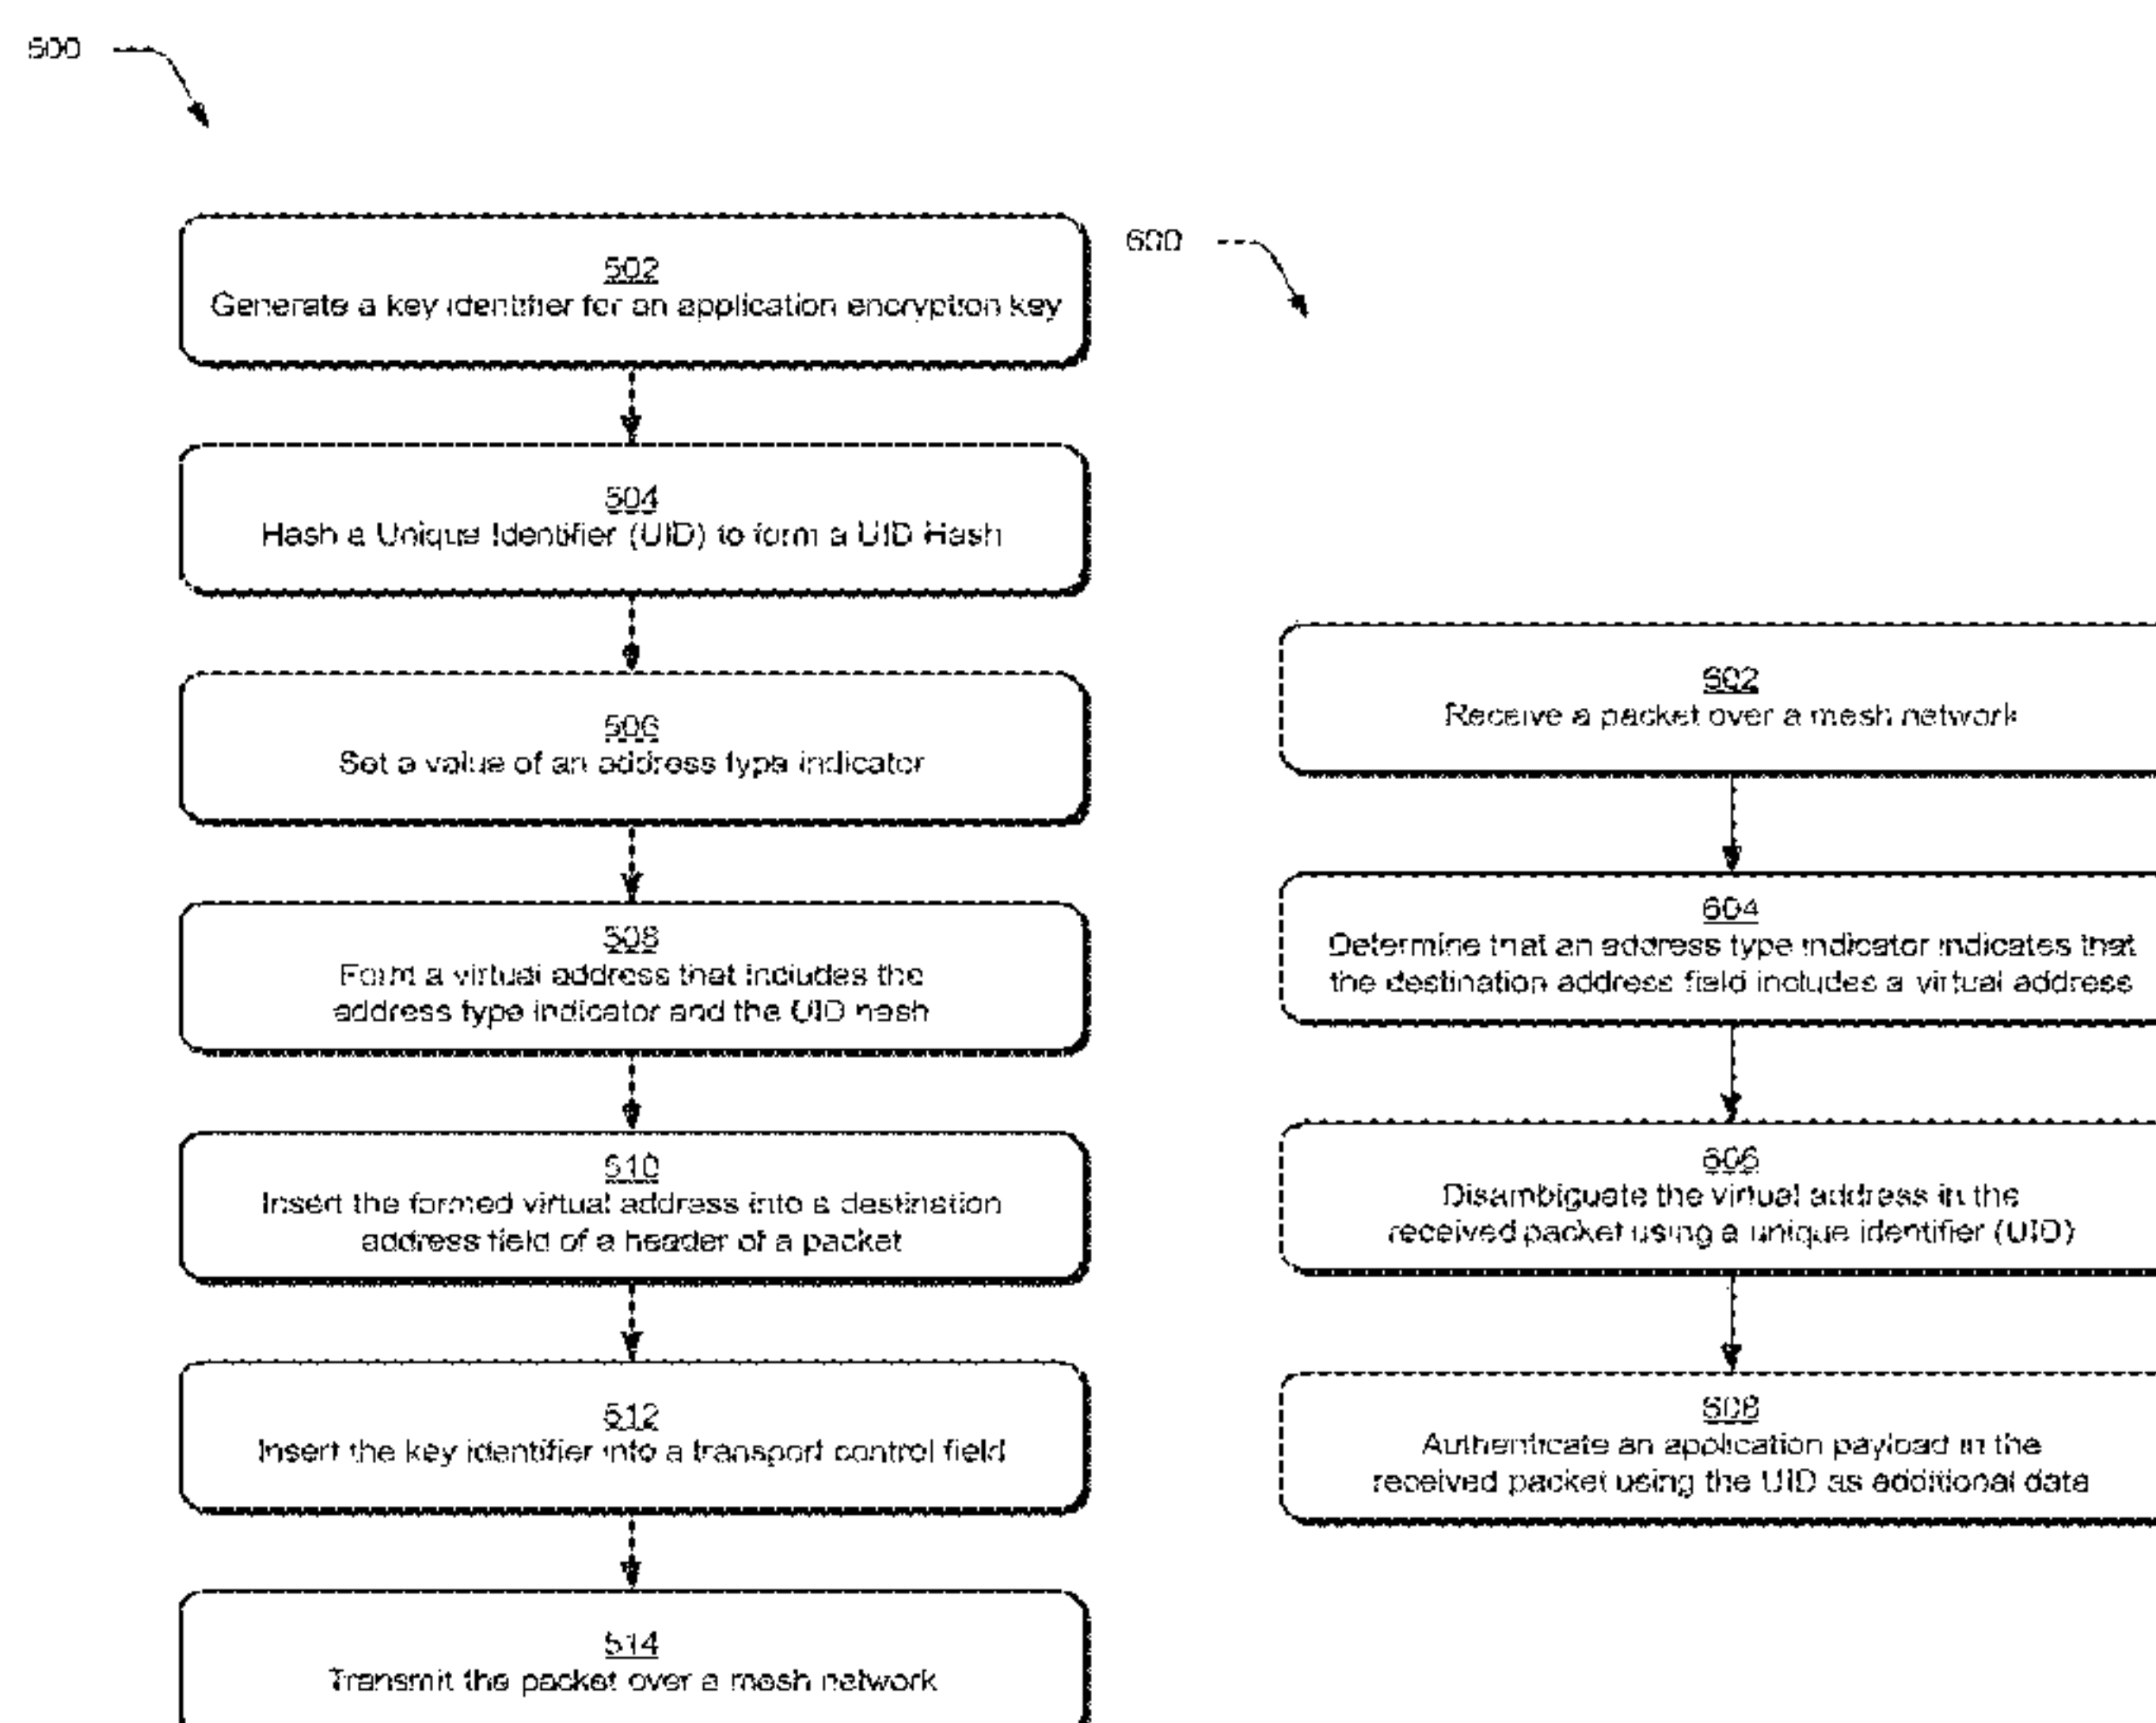 500
502
Generate a key identifier for an application encryption key
504
Hash a Unique Identifier (UID) to form a UID Hash
506
Set a value of an address type indicator
508
Form a virtual address that includes the
address type indicator and the UID hash
510
Insert the formed virtual address into a destination
address field of a header of a packet
512
Insert the key identifier into a transport control field
514
Transmit the packet over a mesh network
600
602
Receive a packet over a mesh network
604
Determine that an address type indicator indicates that
the destination address field includes a virtual address
606
Disambiguate the virtual address in the
received packet using a unique identifier (UID)
608
Authenticate an application payload in the
received packet using the UID as additional data